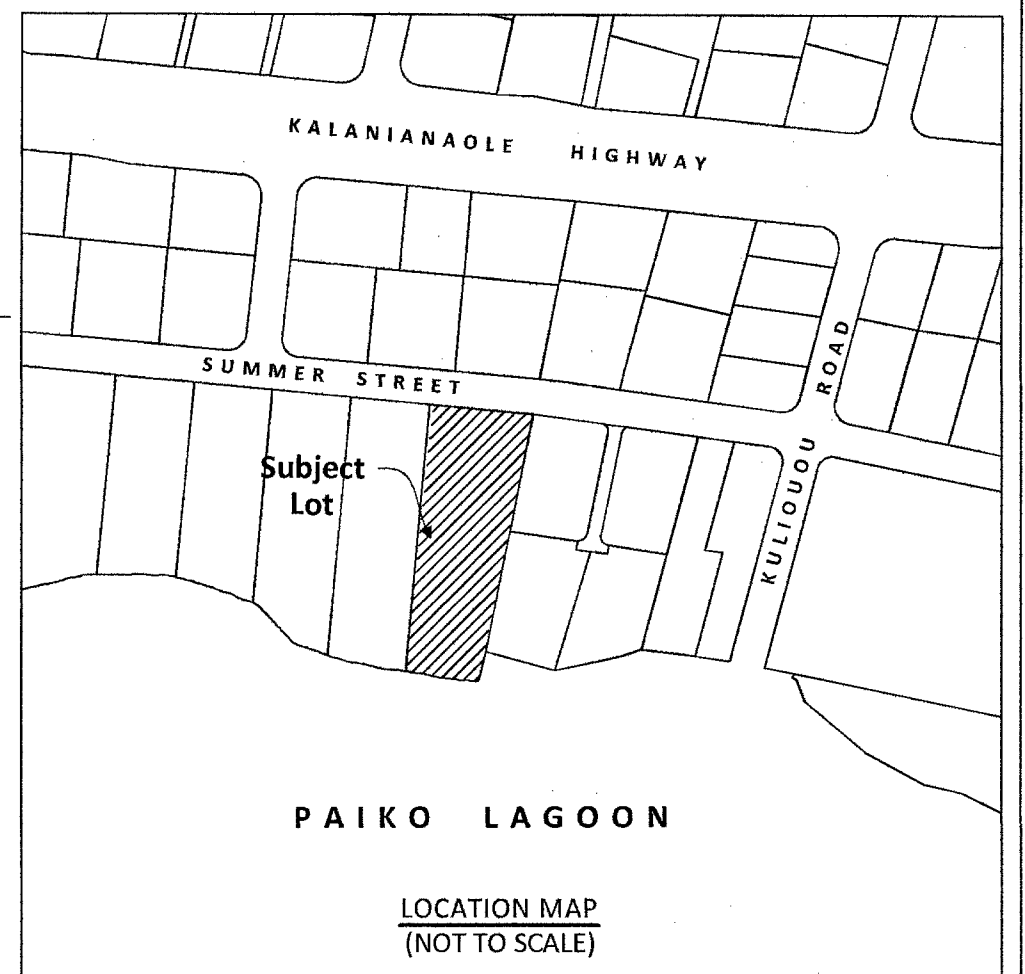 KALANIANAOLE HIGHWAY
ROAD
SUMMER STREET
KULIOUOU
Subject
Lot
PAIKO LAGOON
LOCATION MAP
(NOT TO SCALE)